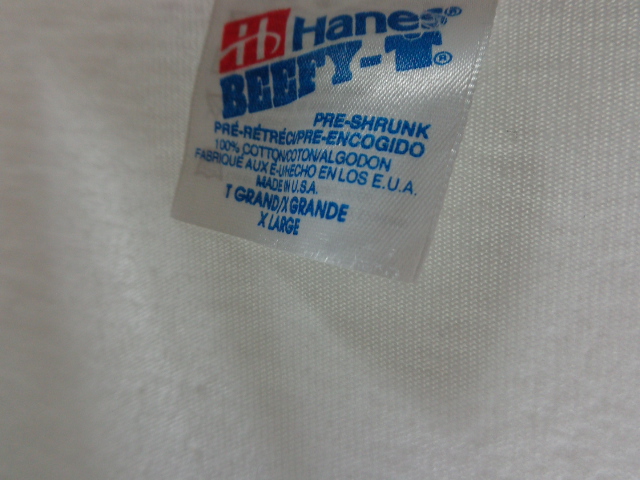 Hanes®
BEEFY-T®
PRE-SHRUNK
PRÉ-RÉTRÉCI/PRE-ENCOGIDO
100% COTTON/COTON/ALGODON
FABRIQUÉ AUX É-U/HECHO EN LOS E.U.A.
MADE IN U.S.A.
T GRAND/X GRANDE
X LARGE